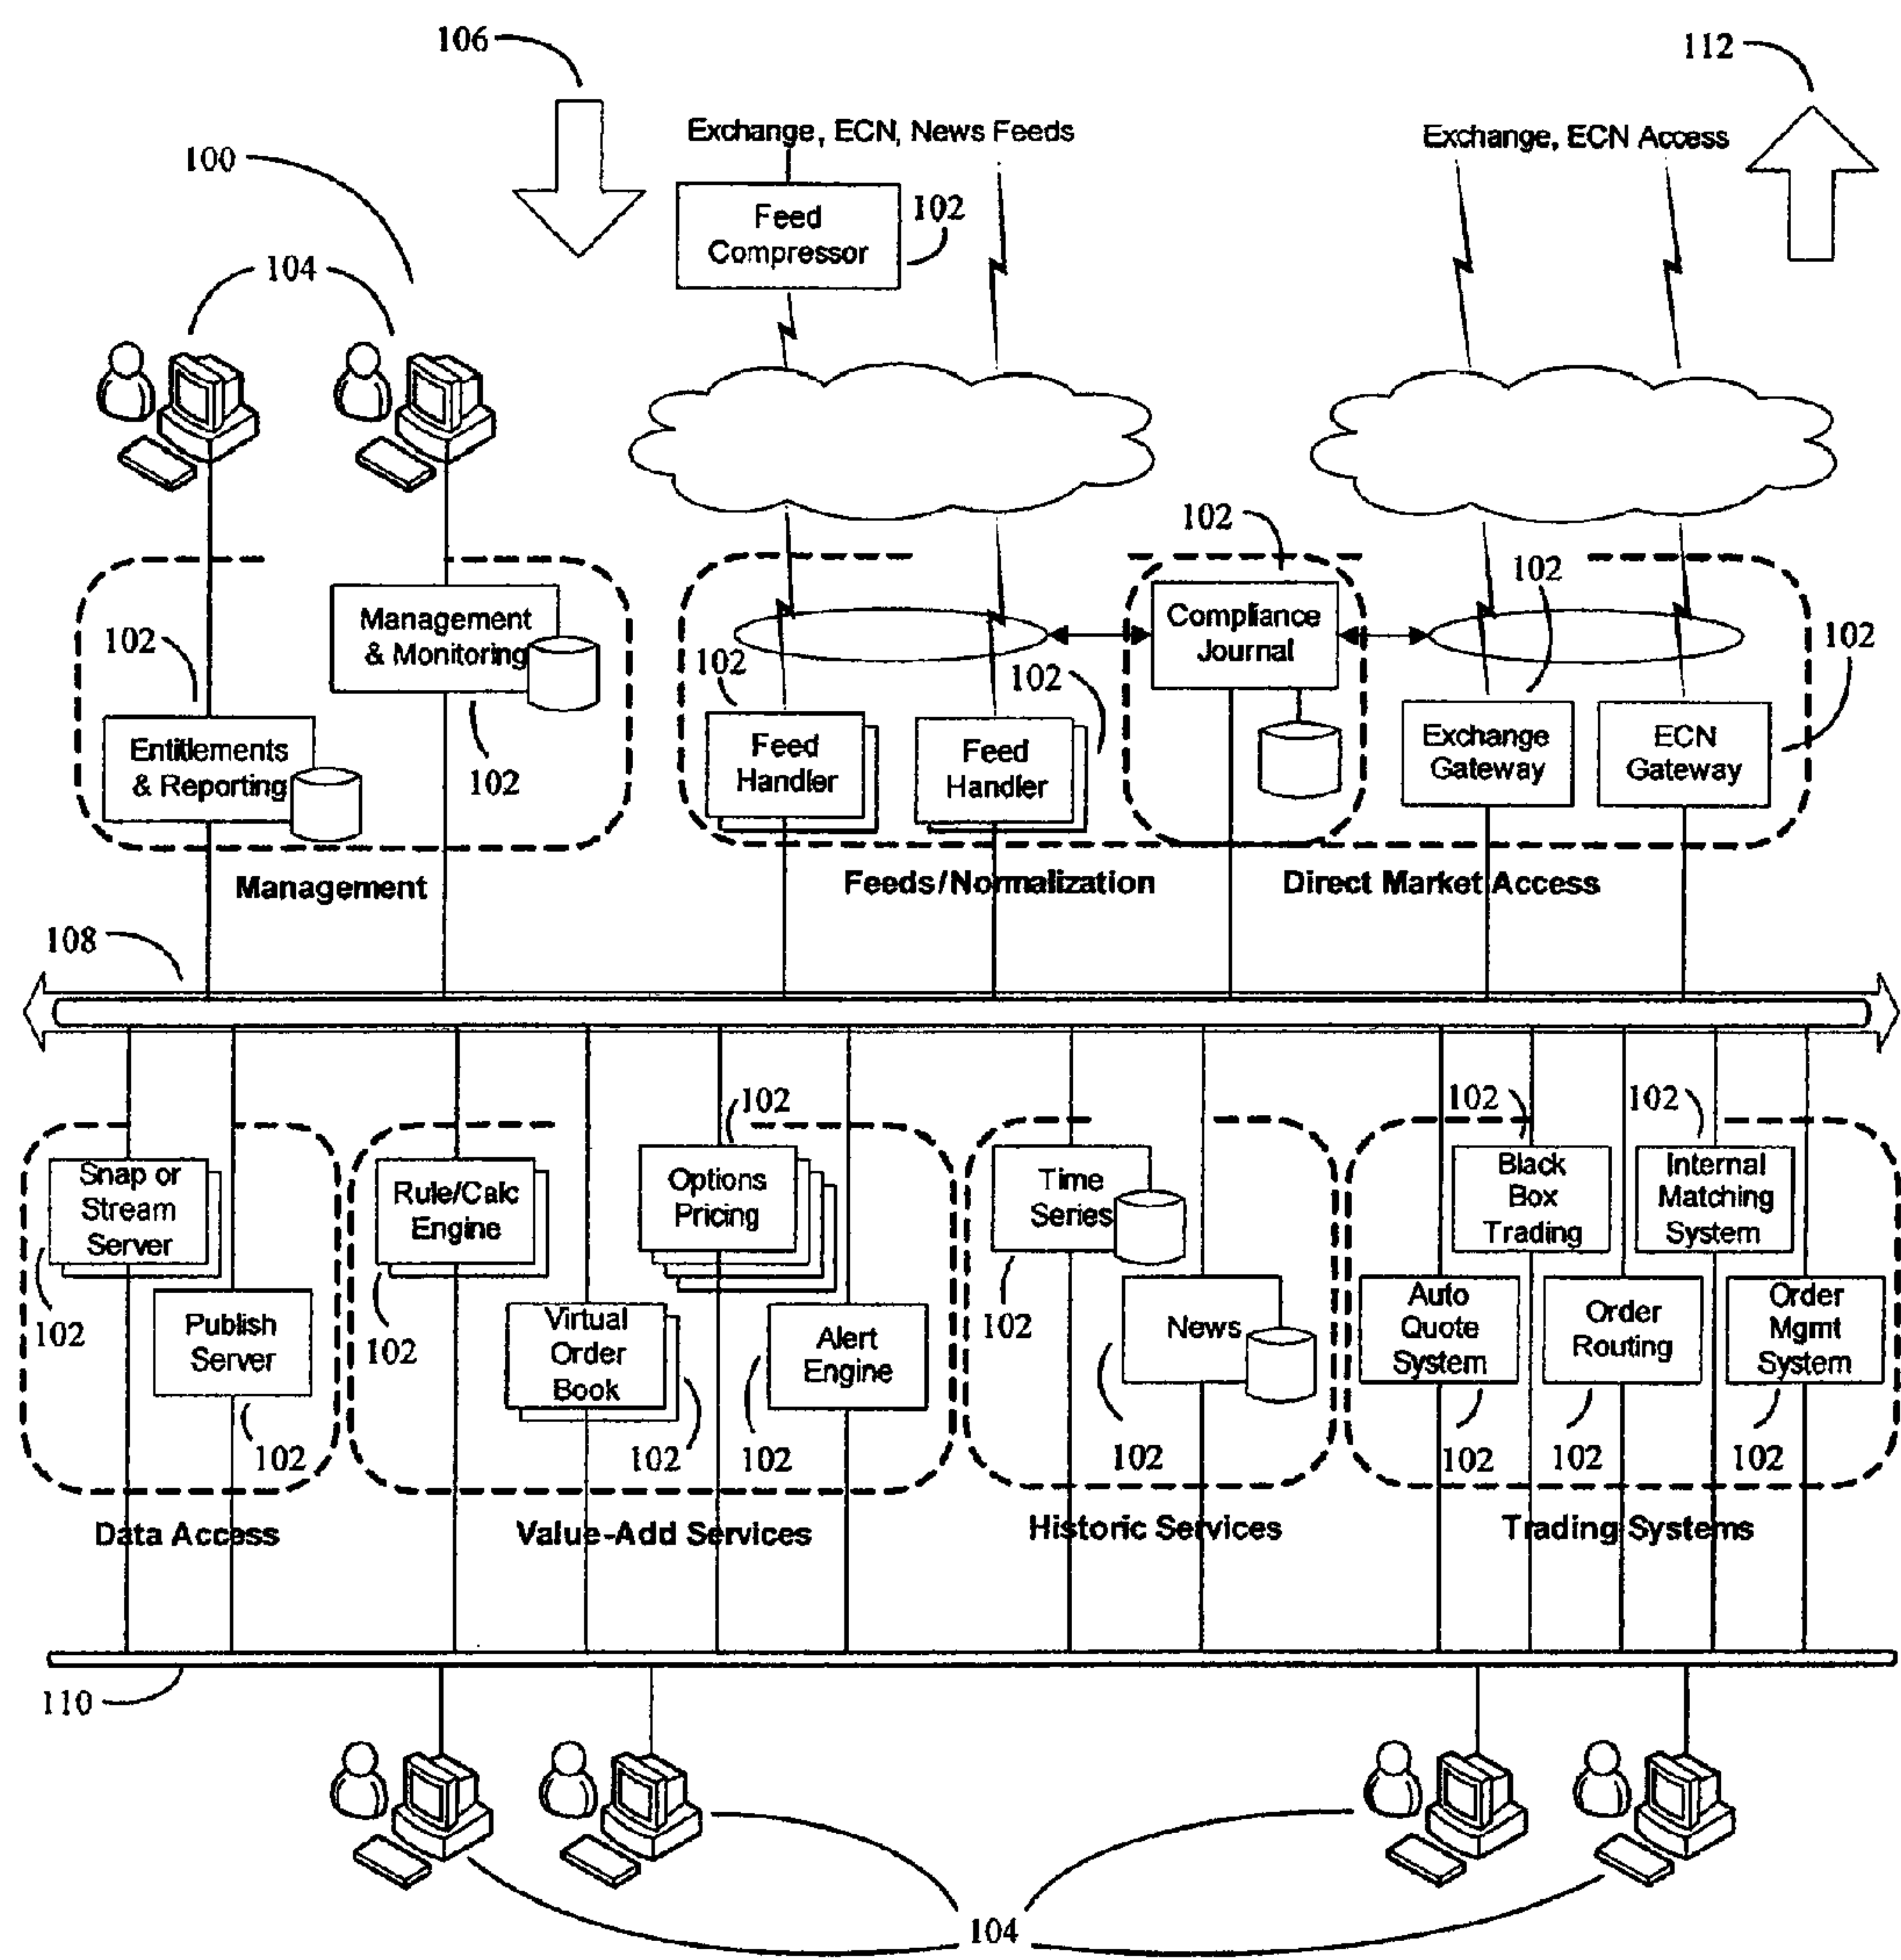 106
112
Exchange, ECN, News Feeds
Exchange, ECN Access
100
Feed
Compressor
102
104
102
102
Management
& Monitoring
Compliance
Journal
102
102
102
102
Entitlements
& Reporting
102
Feed
Handler
Feed
Handler
Exchange
Gateway
ECN
Gateway
Management
Feeds/Normalization
Direct Market Access
108
102
102
102
Snap or
Stream
Server
Rule/Calc
Engine
Options
Pricing
Time
Series
Black
Box
Trading
Internal
Matching
System
102
Publish
Server
102
Virtual
Order
Book
Alert
Engine
102
News
Auto
Quote
System
Order
Routing
Order
Mgmt
System
102
102
102
102
102
102
102
Data Access
Value-Add Services
Historic Services
Trading Systems
110
104